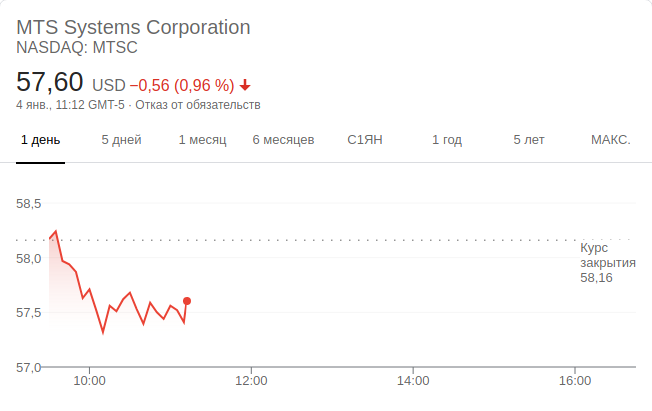 MTS Systems Corporation
NASDAQ: MTSC
57,60 USD −0,56 (0,96 %)
4 янв., 11:12 GMT-5 · Отказ от обязательств
1 день 5 дней 1 месяц 6 месяцев С1ЯН 1 год 5 лет МАКС.
58,5
Курс
закрытия
58,16
58,0
57,5
57,0
10:00 12:00 14:00 16:00